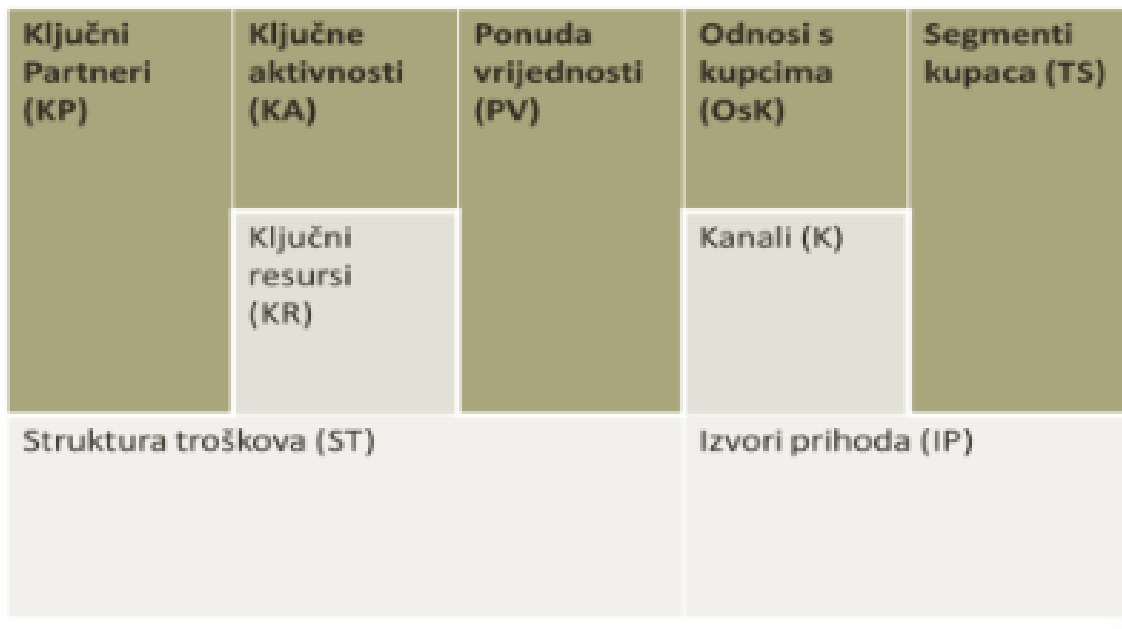 Ključni
Partneri
(KP)
Ključne
aktivnosti
(KA)
Ponuda
vrijednosti
(PV)
Odnosi s
kupcima
(OsK)
Segmenti
kupaca (TS)
Ključni
resursi
(KR)
Kanali (K)
Struktura troškova (ST)
Izvori prihoda (IP)